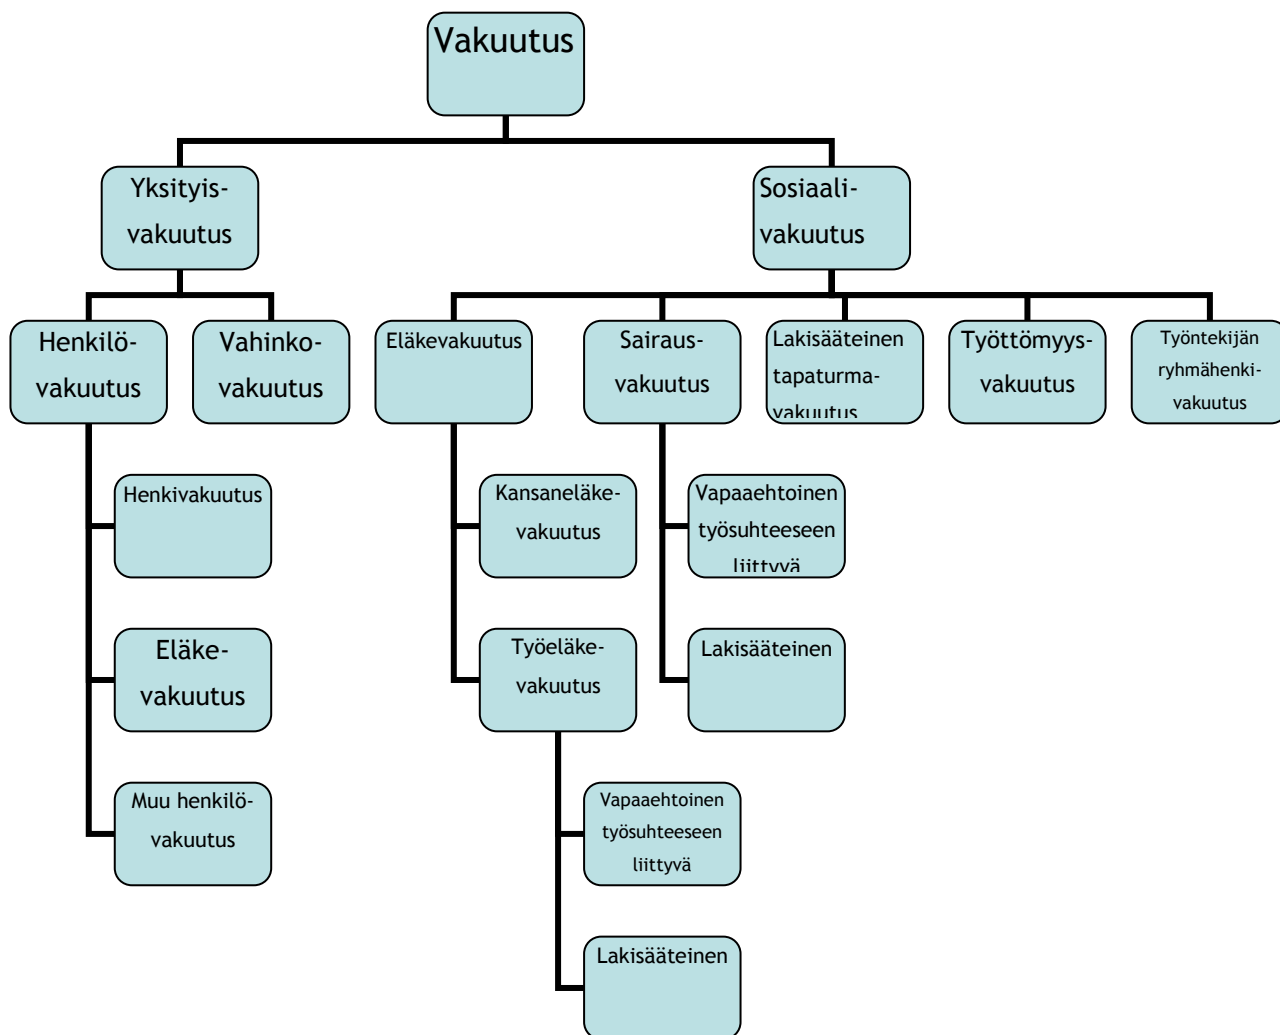 Vakuutus
Yksityis-
vakuutus
Sosiaali-
vakuutus
Henkilö-
vakuutus
Vahinko-
vakuutus
Eläkevakuutus
Sairaus-
vakuutus
Lakisääteinen
tapaturma-
vakuutus
Työttömyys-
vakuutus
Työntekijän
ryhmähenki-
vakuutus
Henkivakuutus
Kansaneläke-
vakuutus
Vapaaehtoinen
työsuhteeseen
liittyvä
Eläke-
vakuutus
Työeläke-
vakuutus
Lakisääteinen
Muu henkilö-
vakuutus
Vapaaehtoinen
työsuhteeseen
liittyvä
Lakisääteinen